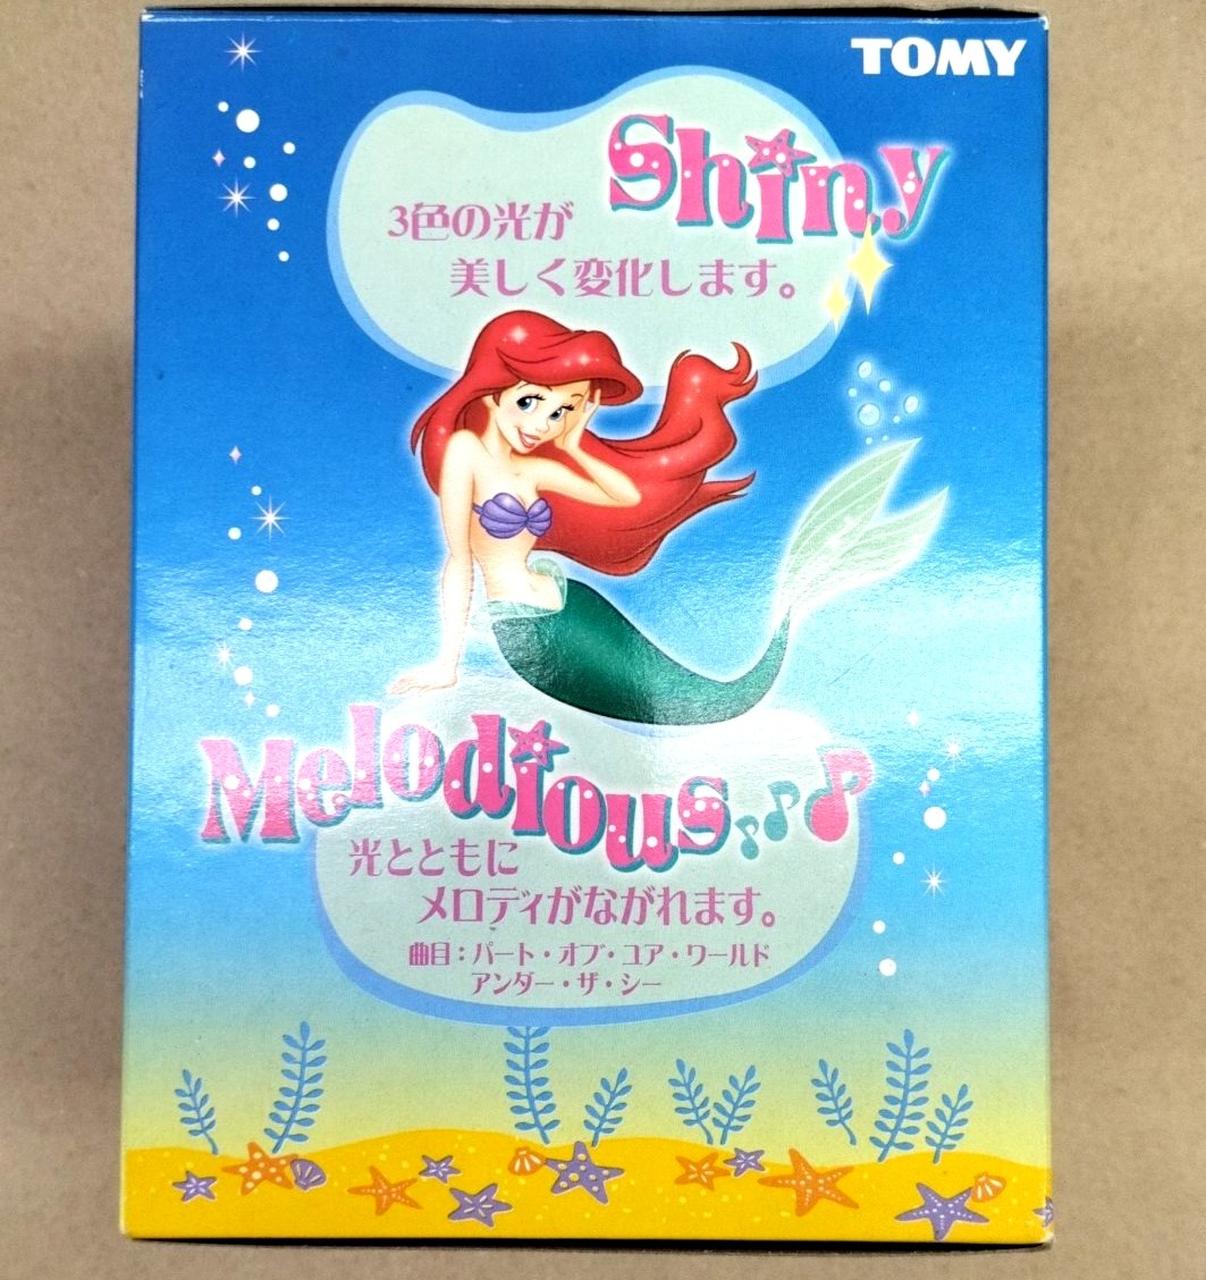 TOMY
Shiny
3色の光が
美しく変化します。
Melodious
光とともに
メロディがながれます。
曲目：パート・オブ・ユア・ワールド
アンダー・ザ・シー